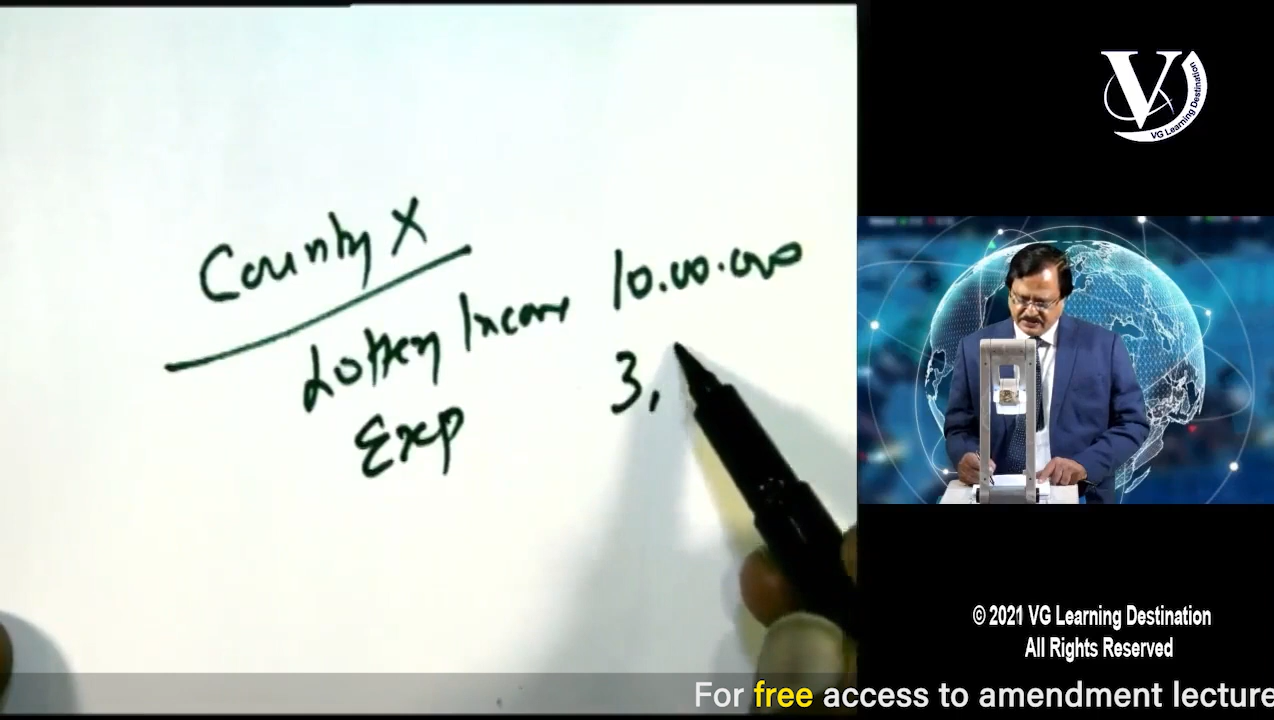 County X
Lottery Income 10.00.000
Exp 3,
V
VG Learning Destination
© 2021 VG Learning Destination
All Rights Reserved
For free access to amendment lecture